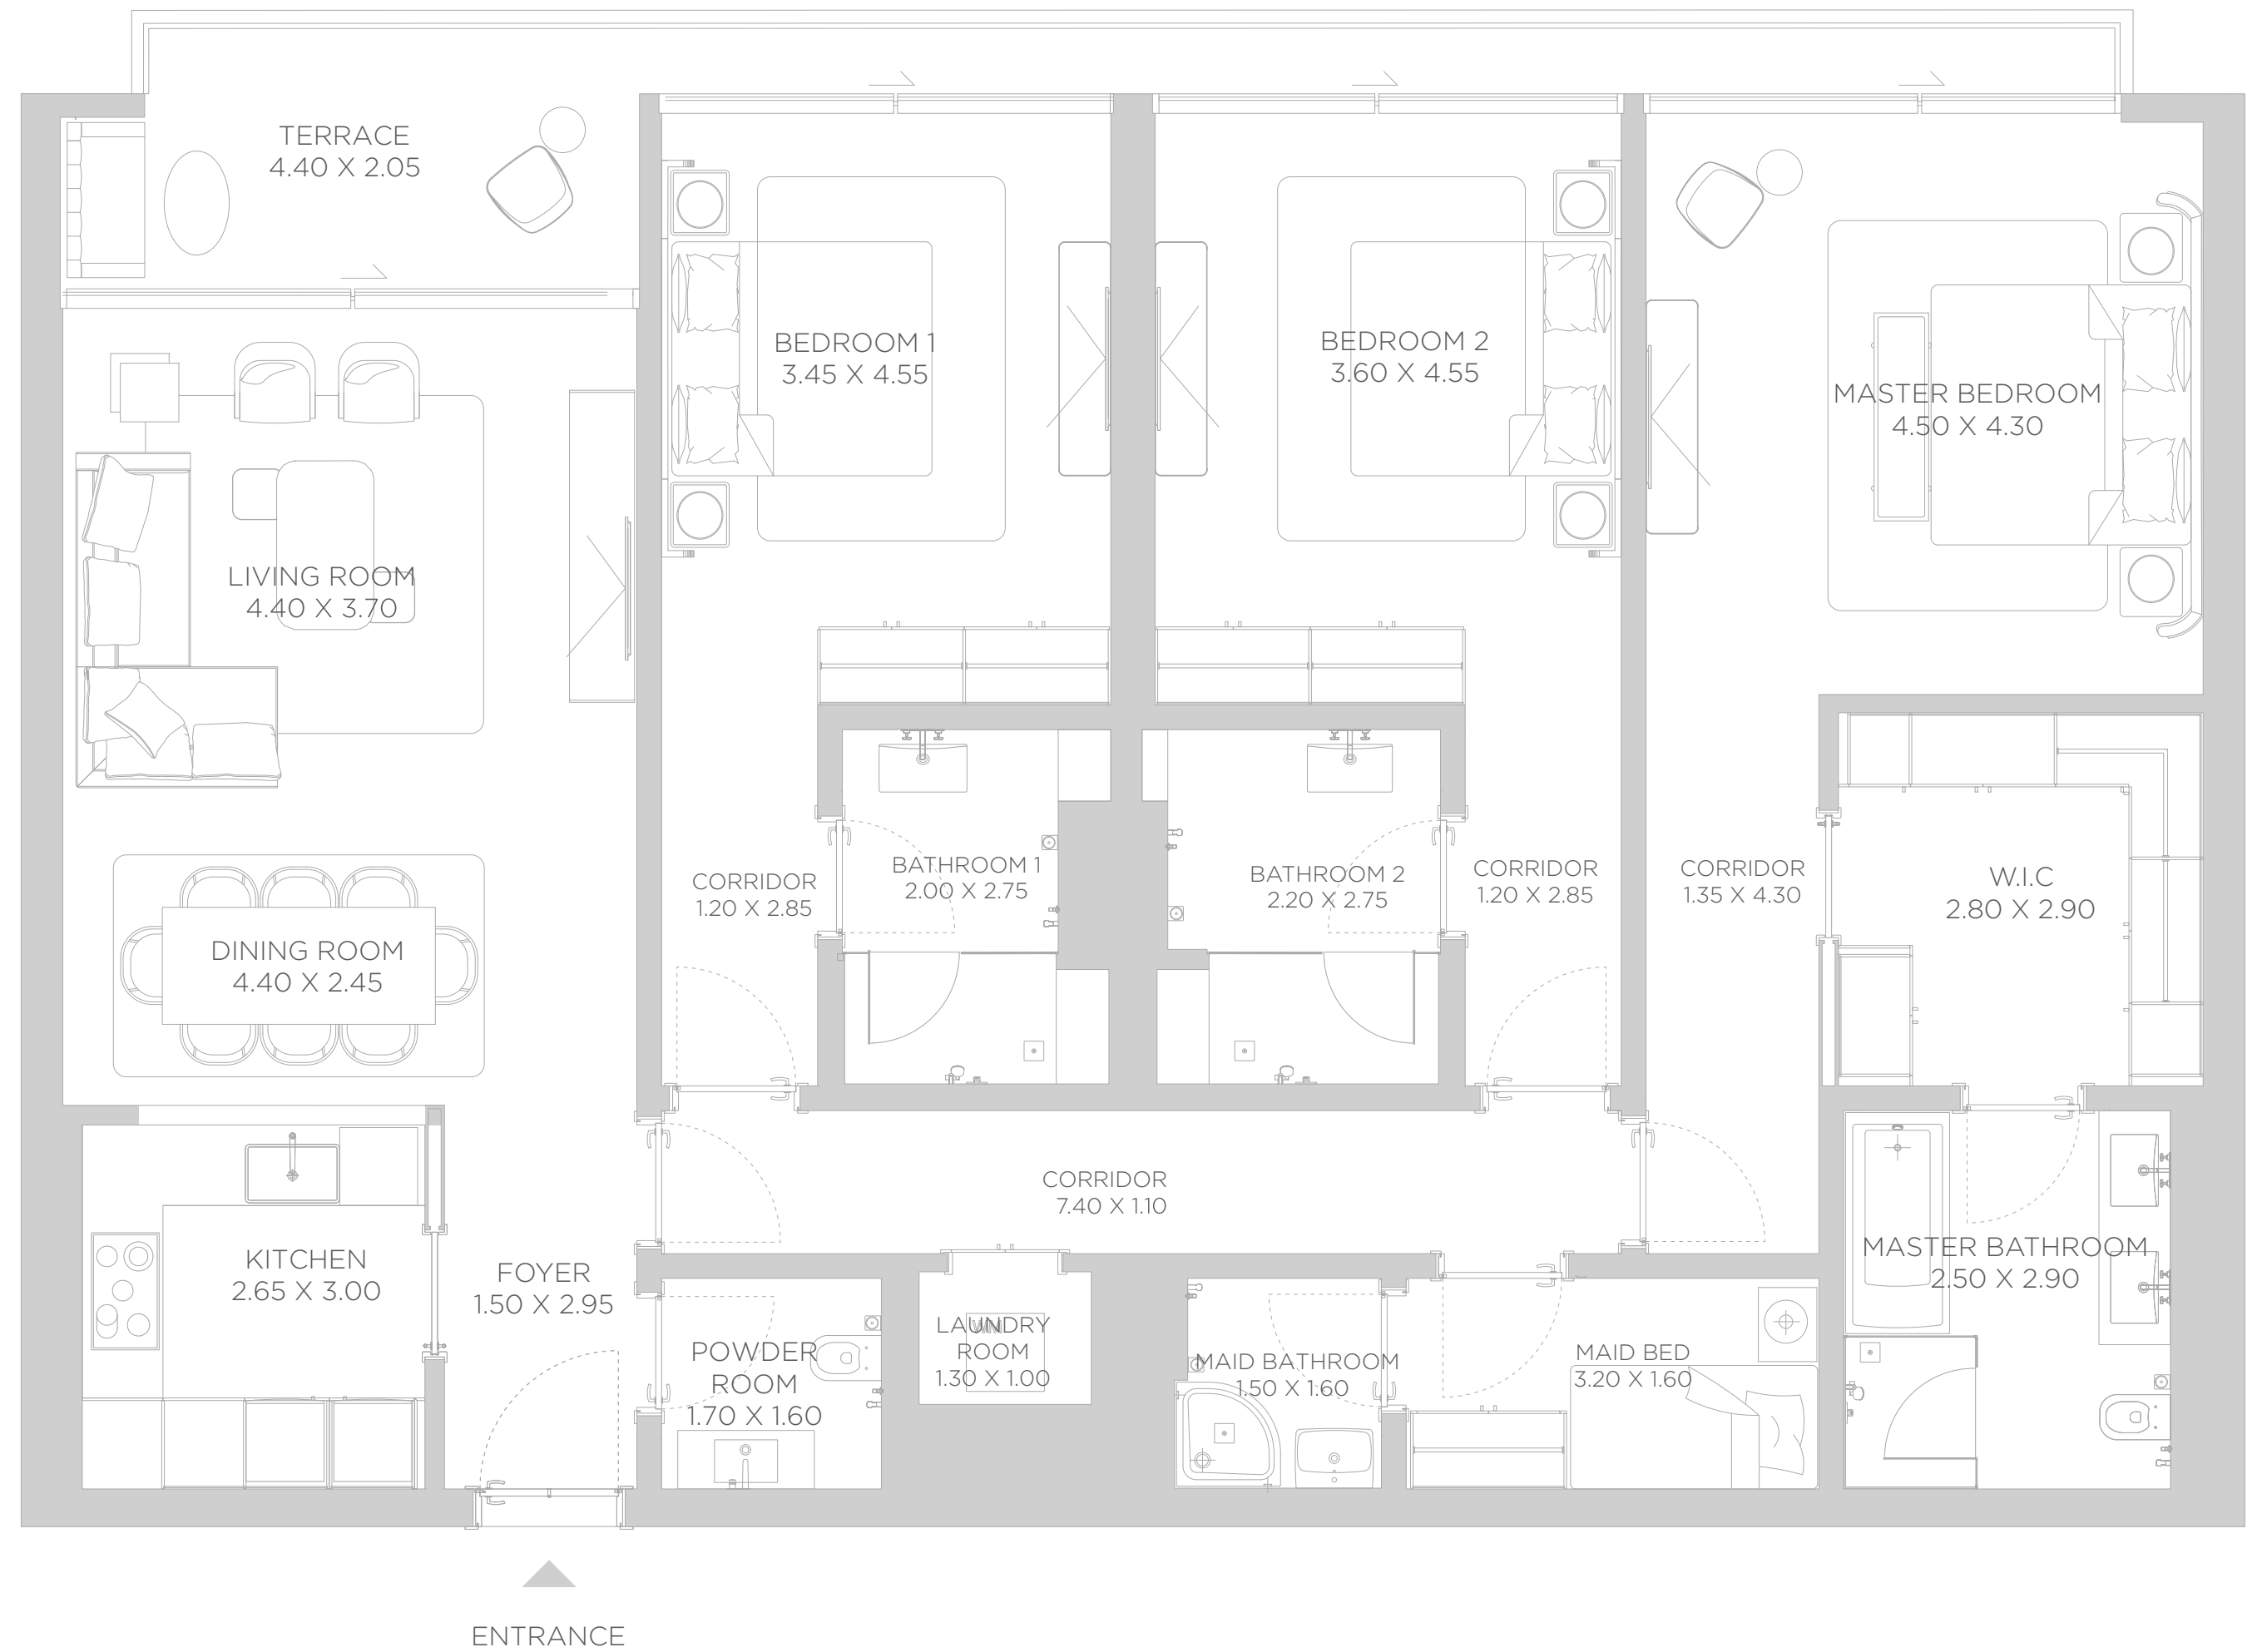 TERRACE
4.40 X 2.05
BEDROOM 1
3.45 X 4.55
BEDROOM 2
3.60 X 4.55
MASTER BEDROOM
4.50 X 4.30
LIVING ROOM
4.40 X 3.70
DINING ROOM
4.40 X 2.45
CORRIDOR
1.20 X 2.85
BATHROOM 1
2.00 X 2.75
BATHROOM 2
2.20 X 2.75
CORRIDOR
1.20 X 2.85
CORRIDOR
1.35 X 4.30
W.I.C
2.80 X 2.90
CORRIDOR
7.40 X 1.10
KITCHEN
2.65 X 3.00
FOYER
1.50 X 2.95
POWDER
ROOM
1.70 X 1.60
WM
LAUNDRY
ROOM
1.30 X 1.00
MAID BATHROOM
1.50 X 1.60
MAID BED
3.20 X 1.60
MASTER BATHROOM
2.50 X 2.90
ENTRANCE